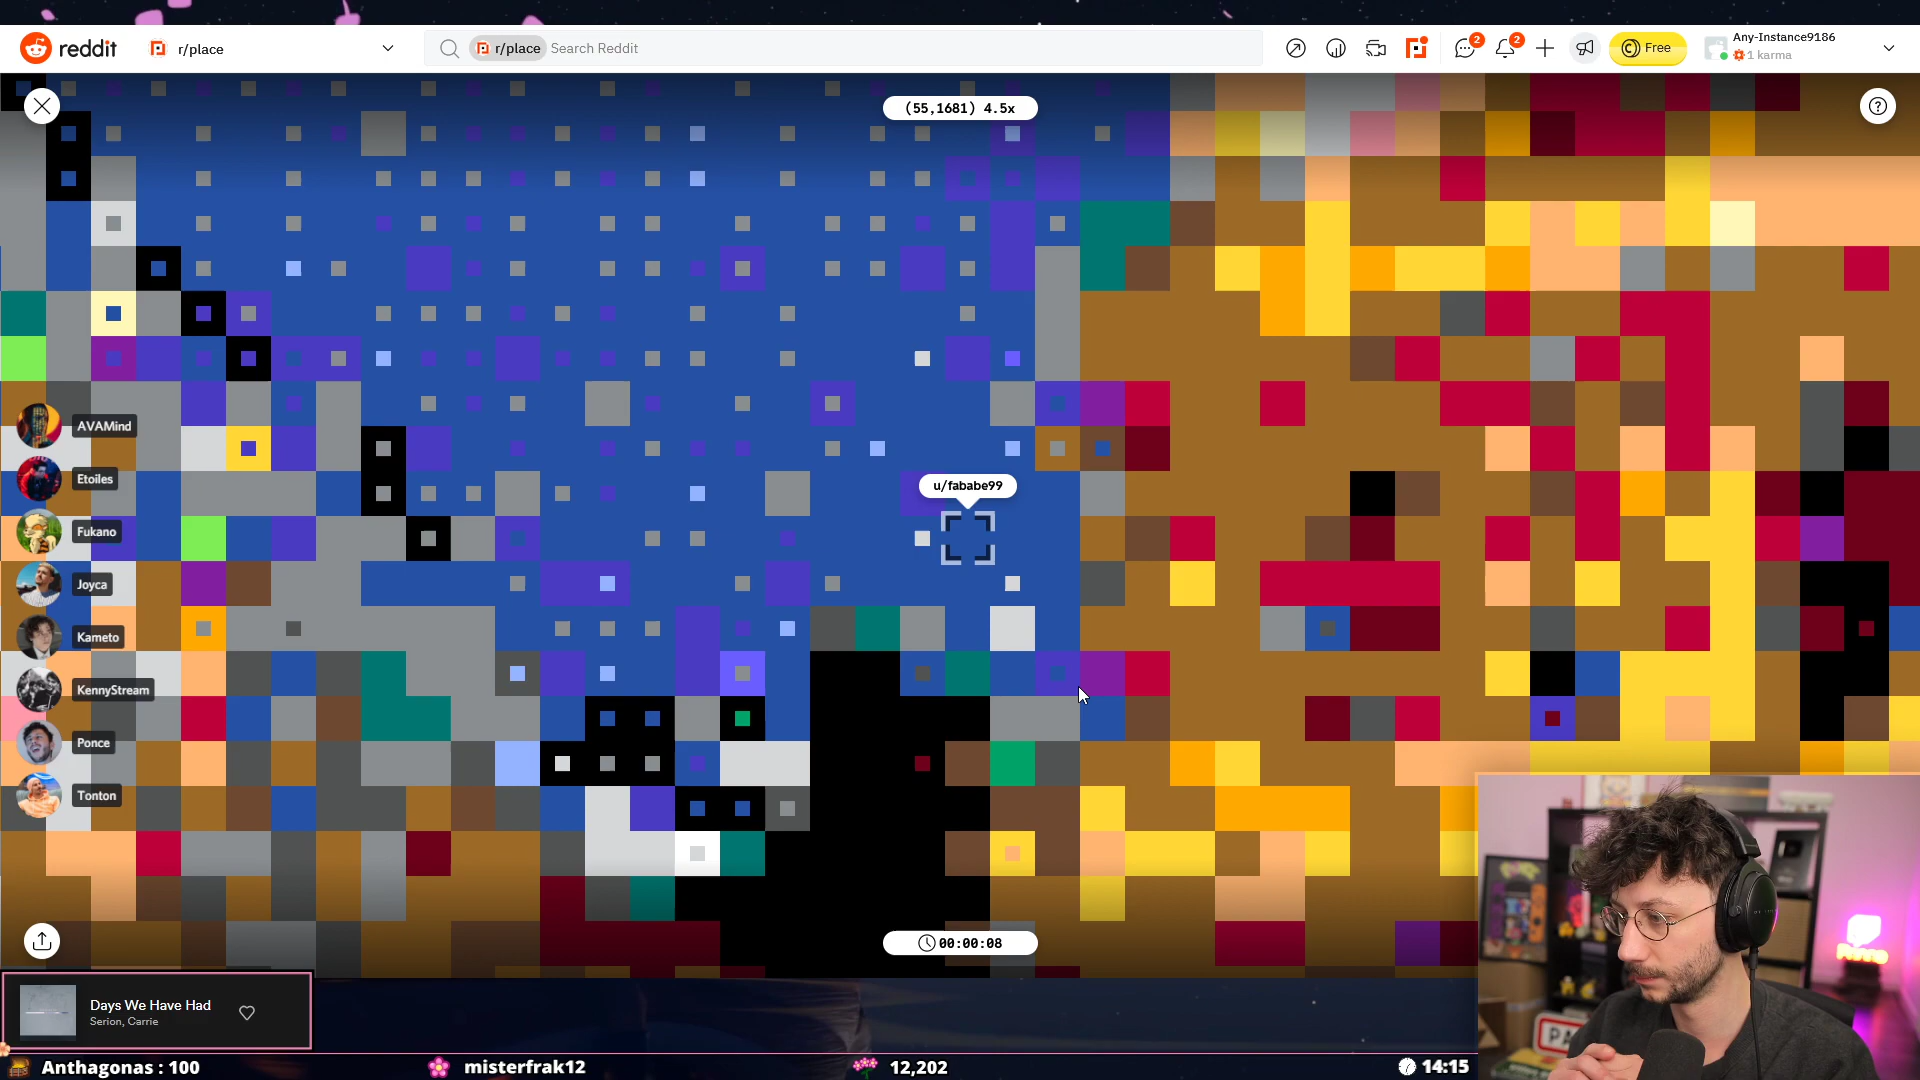 reddit
r/place
r/place Search Reddit
2
2
Free
Any-Instance9186
1 karma
(55,1681) 4.5x
AVAMind
Etoiles
u/fababe99
Fukano
Joyca
Kameto
KennyStream
Ponce
Tonton
00:00:08
Days We Have Had
Serion, Carrie
Anthagonas : 100
misterfrak12
12,202
14:15